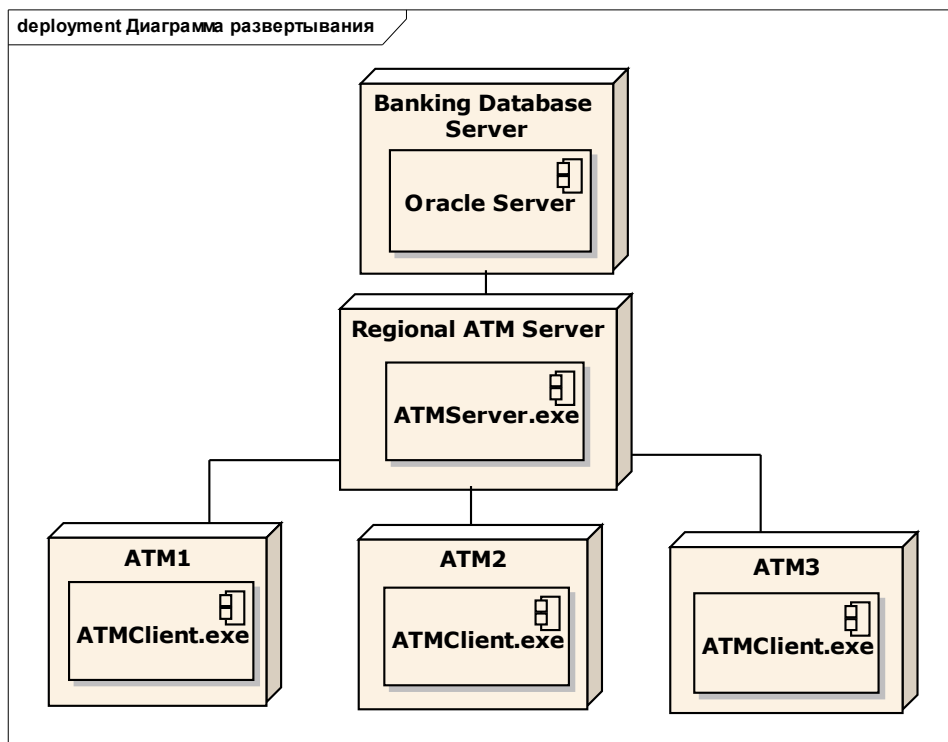 deployment Диаграмма развертывания
Banking Database
Server
Oracle Server
Regional ATM Server
ATMServer.exe
ATM1
ATMClient.exe
ATM2
ATMClient.exe
ATM3
ATMClient.exe